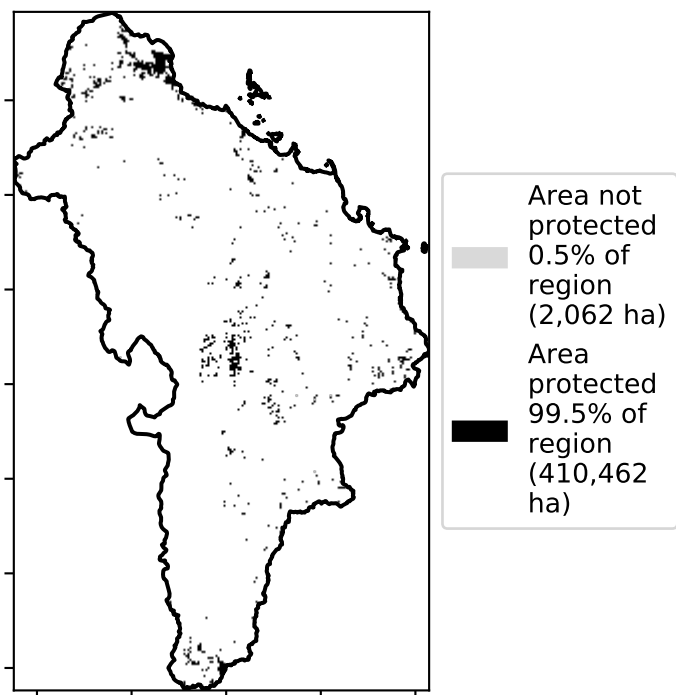 Area not
protected
0.5% of
region
(2,062 ha)
Area
protected
99.5% of
region
(410,462
ha)